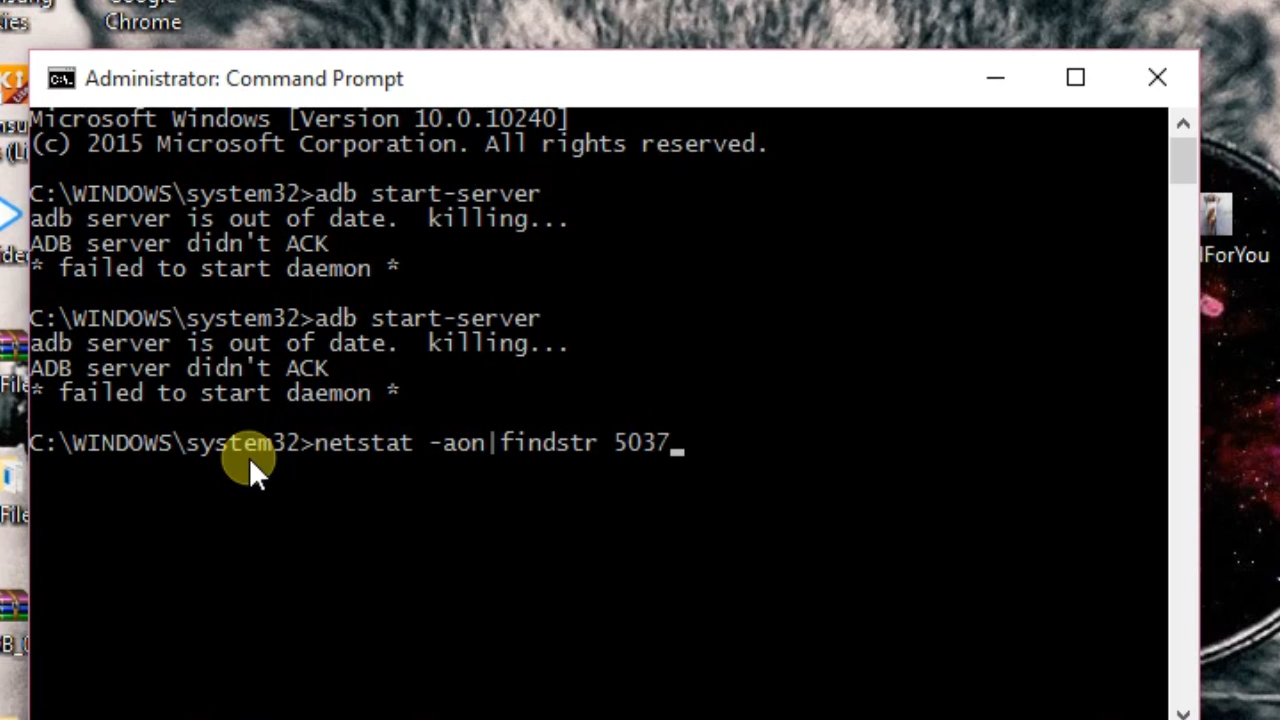 Chrome
Administrator: Command Prompt
Microsoft Windows [Version 10.0.10240]
(c) 2015 Microsoft Corporation. All rights reserved.
C:\WINDOWS\system32>adb start-server
adb server is out of date.  killing...
ADB server didn't ACK
* failed to start daemon *
C:\WINDOWS\system32>adb start-server
adb server is out of date.  killing...
ADB server didn't ACK
* failed to start daemon *
C:\WINDOWS\system32>netstat -aon|findstr 5037
ForYou